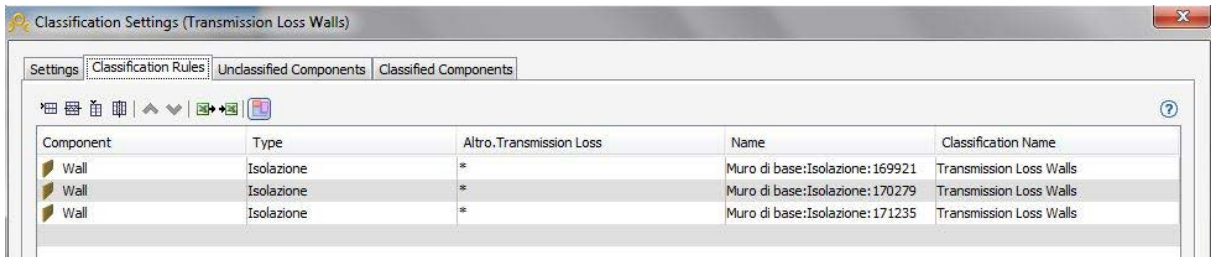 Classification Settings (Transmission Loss Walls)
Settings Classification Rules Unclassified Components Classified Components
Component Type Altro.Transmission Loss Name Classification Name
Wall Isolazione * Muro di base:Isolazione:169921 Transmission Loss Walls
Wall Isolazione * Muro di base:Isolazione:170279 Transmission Loss Walls
Wall Isolazione * Muro di base:Isolazione:171235 Transmission Loss Walls